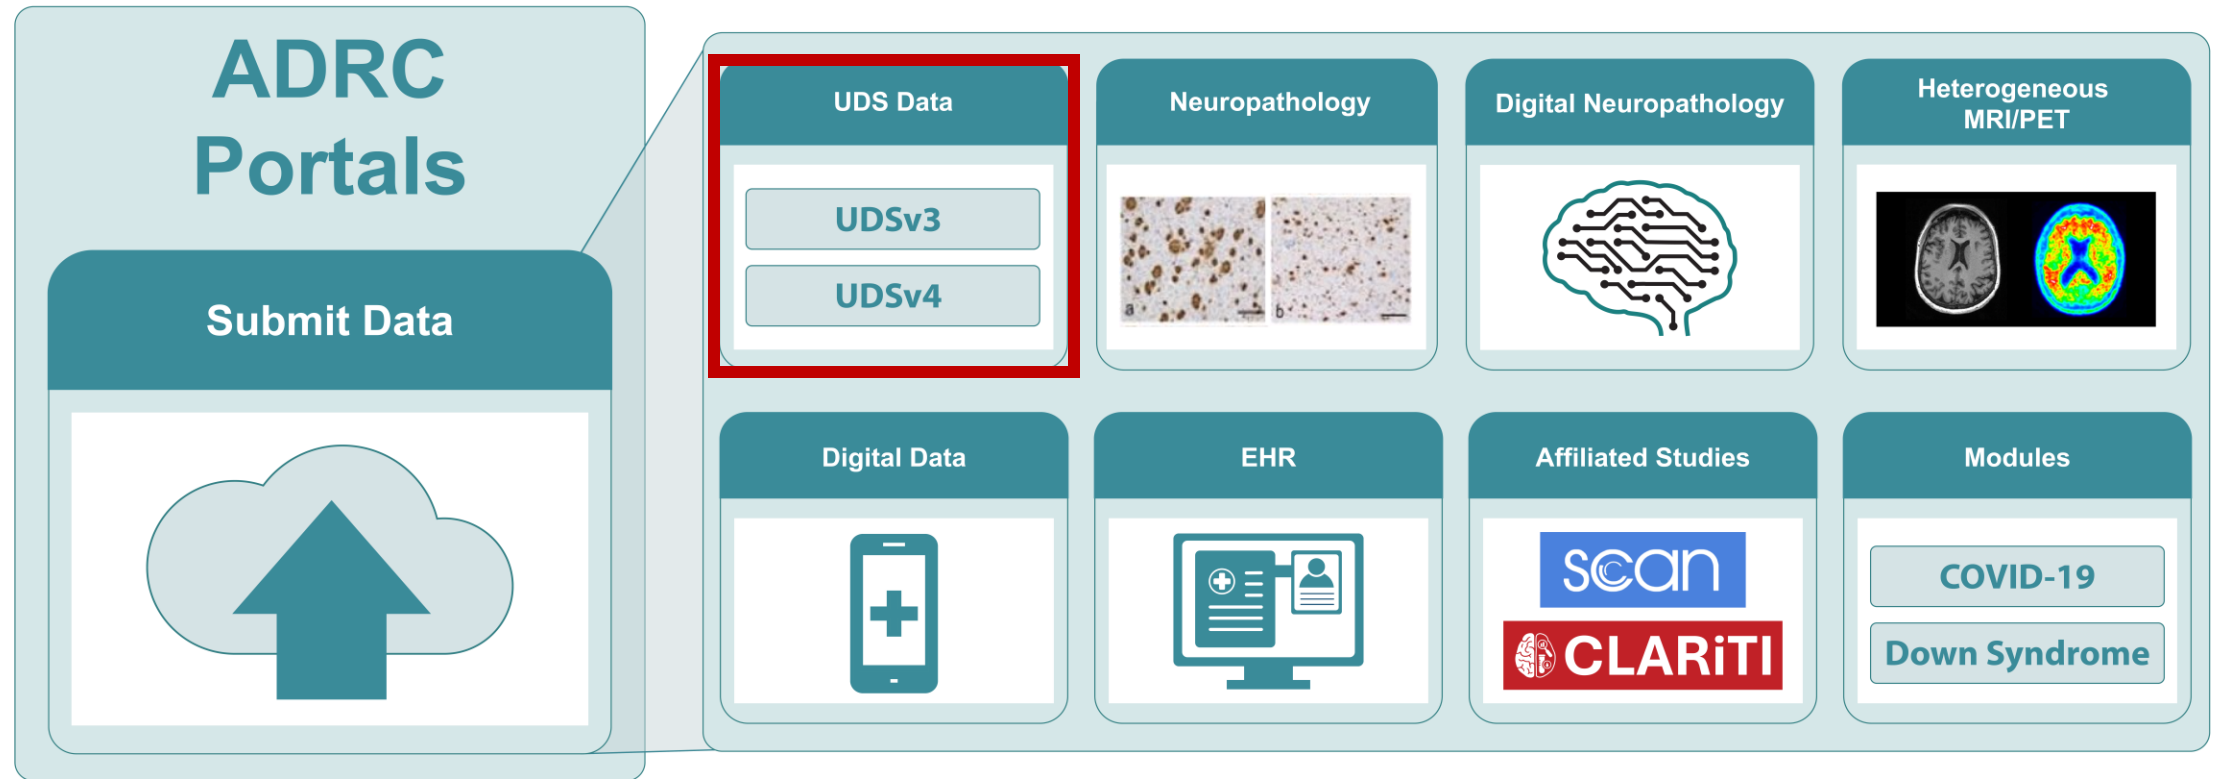 ADRC
Portals
Submit Data
UDS Data
UDSv3
UDSv4
Neuropathology
a
b
Digital Neuropathology
Heterogeneous
MRI/PET
Digital Data
EHR
Affiliated Studies
scan
CLARiTI
Modules
COVID-19
Down Syndrome